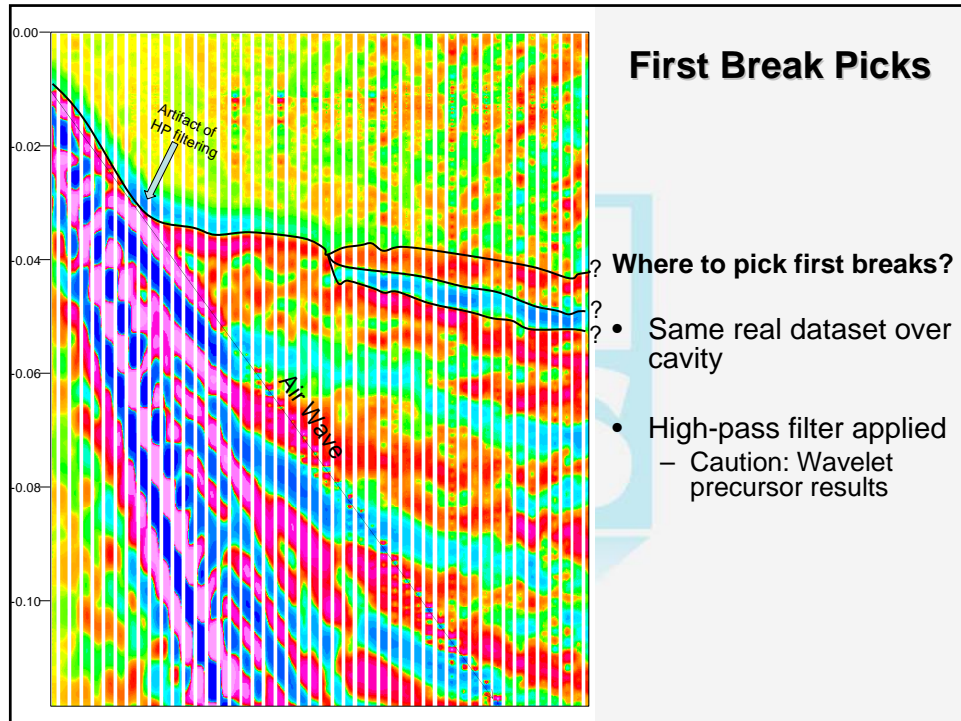 First Break Picks
0.00
-0.02
-0.04
-0.06
-0.08
-0.10
Artifact of
HP filtering
Air Wave
?
?
?
Where to pick first breaks?
• Same real dataset over
cavity
• High-pass filter applied
– Caution: Wavelet
precursor results